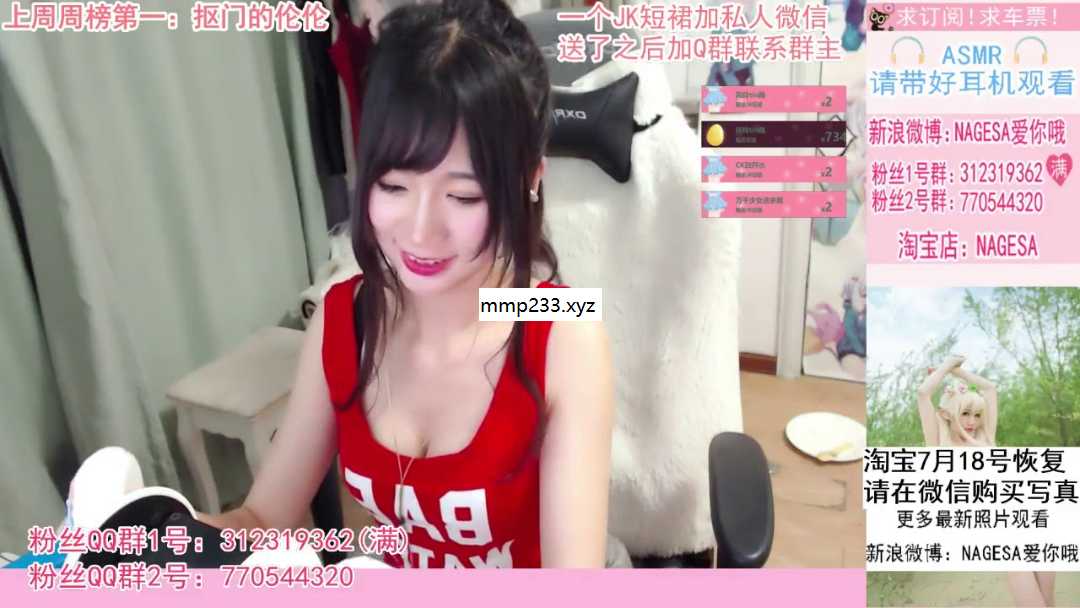 上周周榜第一：抠门的伦伦
一个JK短裙加私人微信
送了之后加Q群联系群主
求订阅!求车票!
ASMR
请带好耳机观看
新浪微博：NAGESA爱你哦
粉丝1号群：312319362
满
粉丝2号群：770544320
淘宝店：NAGESA
x2
x734
x2
x2
mmp233.xyz
BAE
淘宝7月18号恢复
请在微信购买写真
更多最新照片观看
新浪微博：NAGESA爱你哦
粉丝QQ群1号：312319362(满)
粉丝QQ群2号：770544320